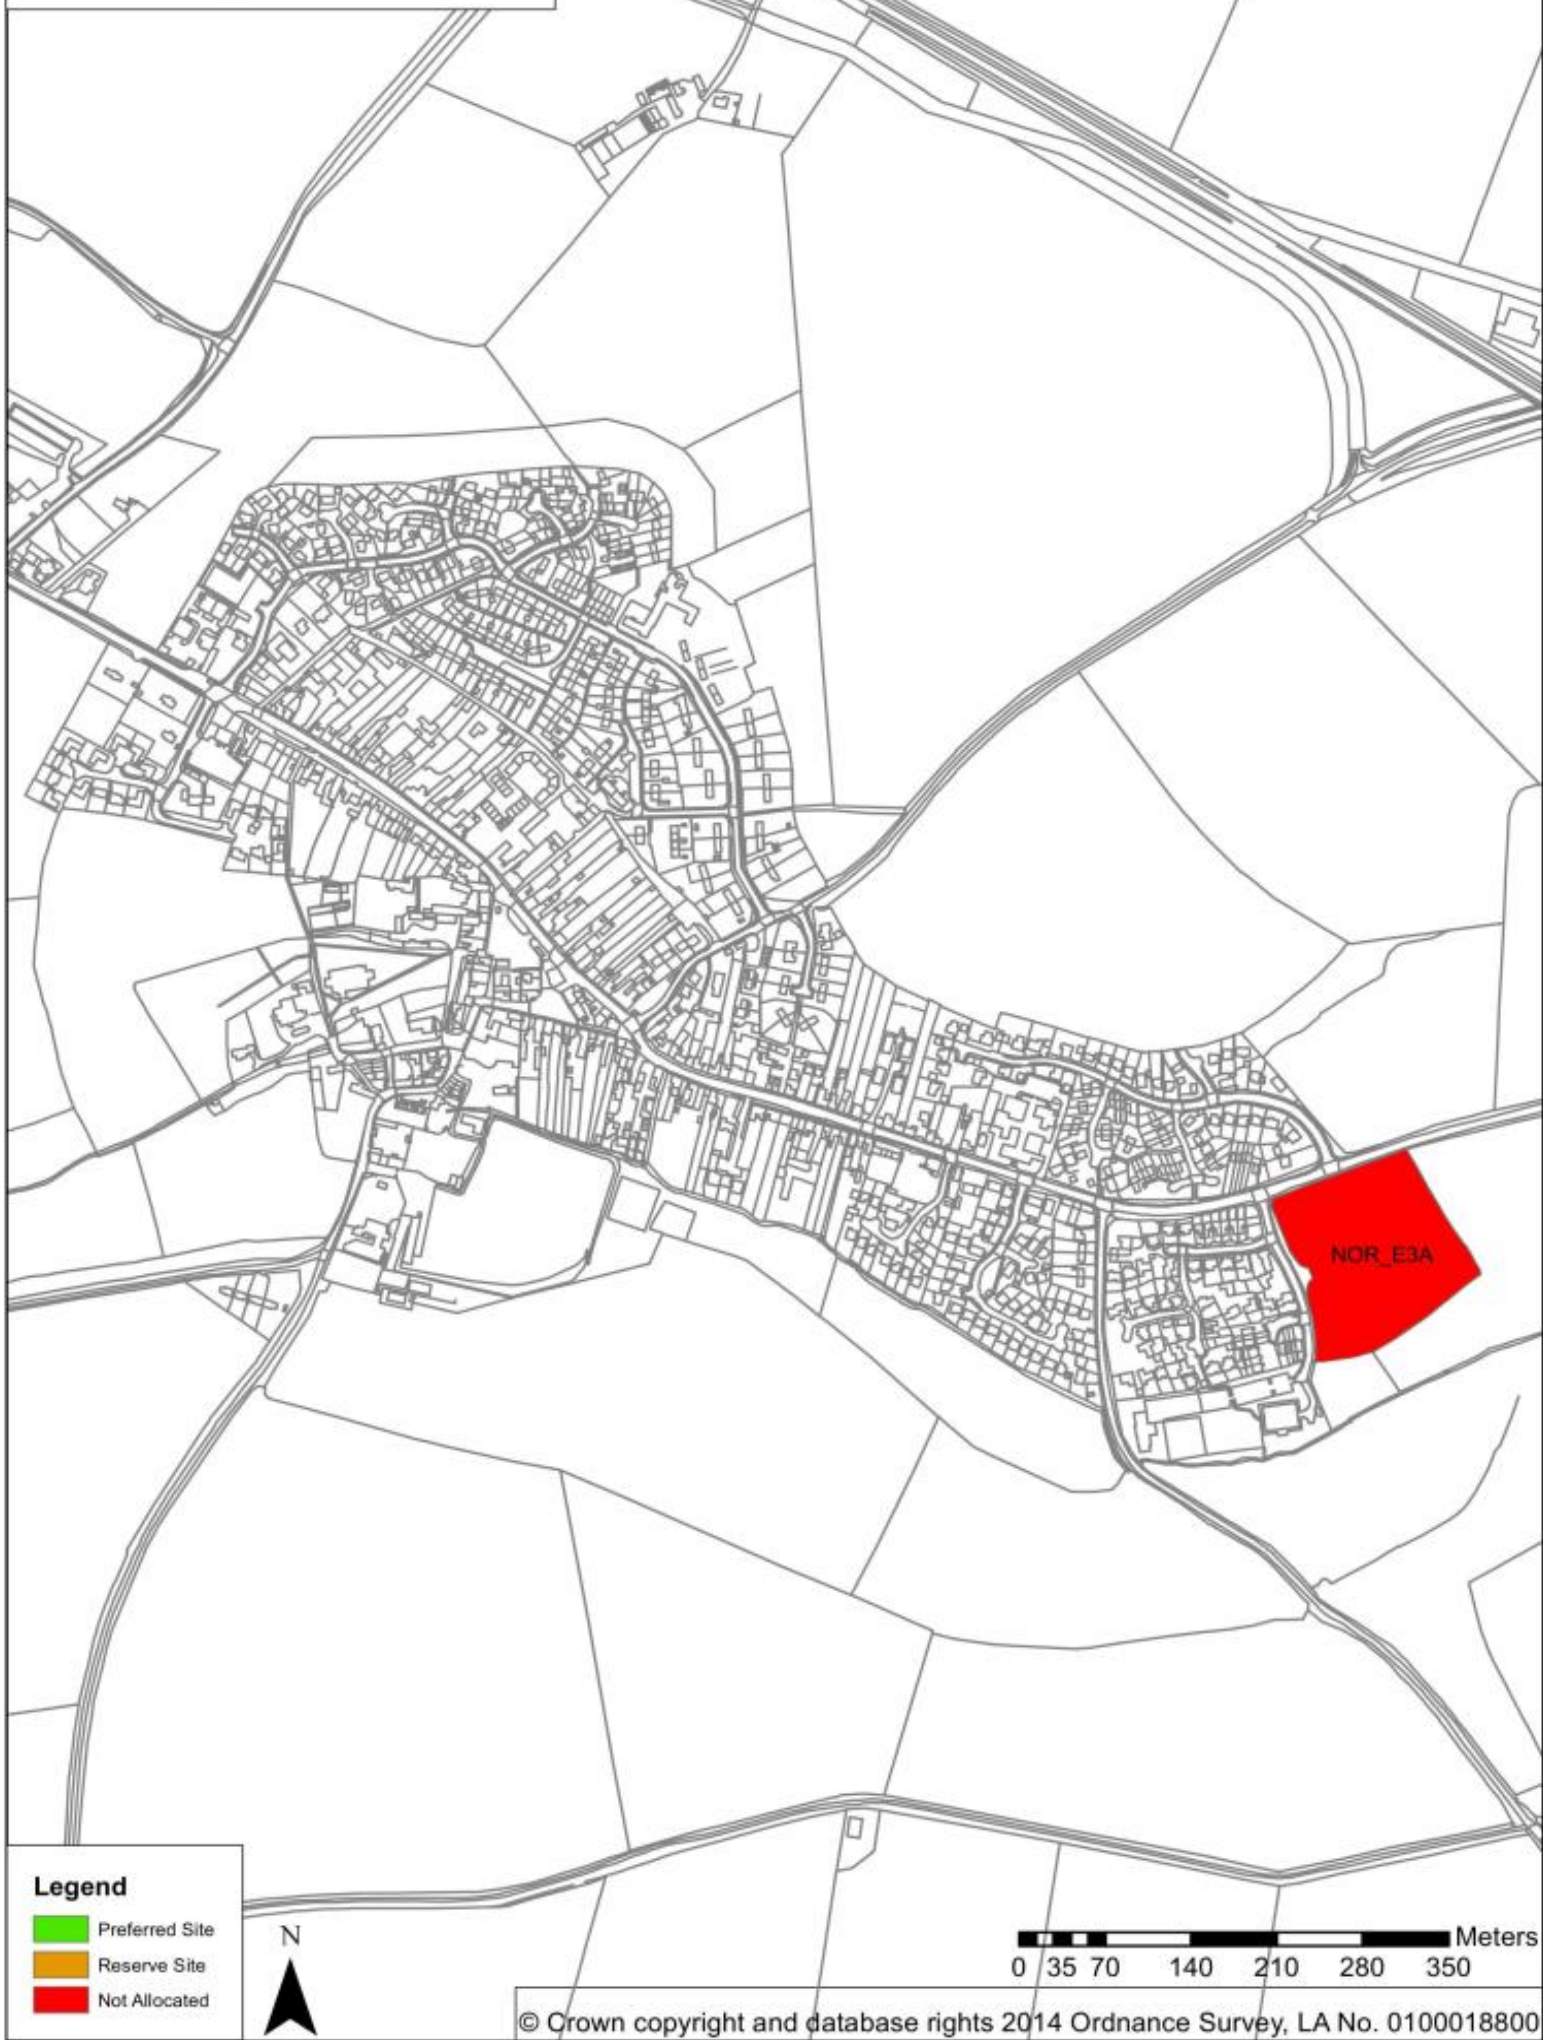 NOR_E3A
Legend
Preferred Site
Reserve Site
Not Allocated
N
Meters
0 35 70 140 210 280 350
© Crown copyright and database rights 2014 Ordnance Survey, LA No. 0100018800